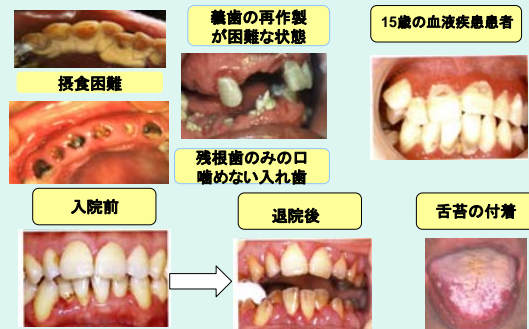 義歯の再作製
が困難な状態
15歳の血液疾患患者
摂食困難
残根歯のみの口
噛めない入れ歯
入院前
退院後
舌苔の付着